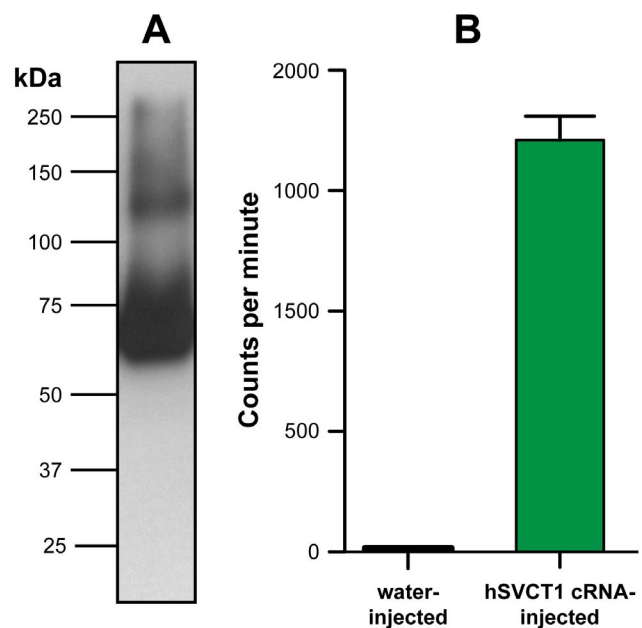 A
kDa
250
150
100
75
50
37
25
B
Counts per minute
2000
1000
1500
500
0
water-
injected
hSVCT1 cRNA-
injected